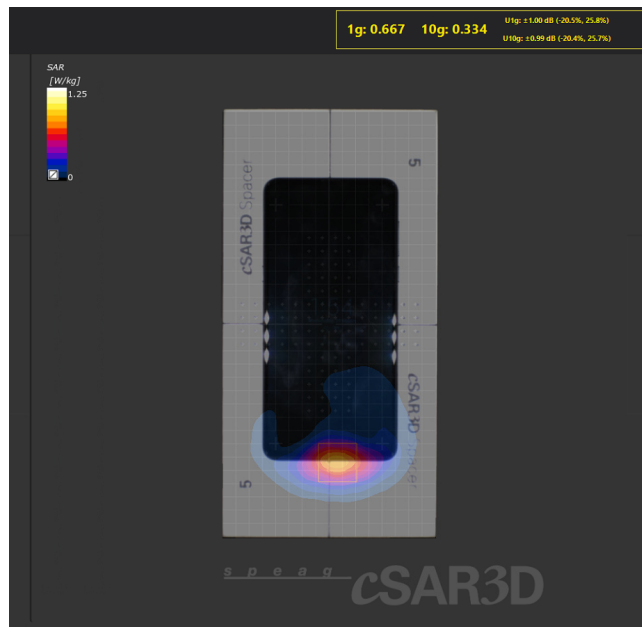 1g: 0.667 10g: 0.334
U1g: ±1.00 dB (-20.5%, 25.8%)
U10g: ±0.99 dB (-20.4%, 25.7%)
SAR
[W/kg]
1.25
0
5
cSAR3D Spacer
cSAR3D Spacer
5
speag cSAR3D